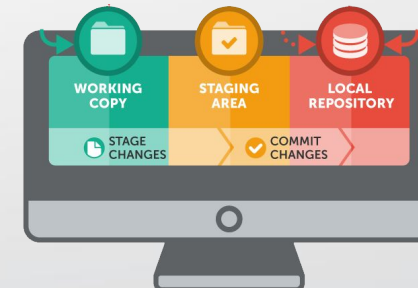 WORKING
COPY
STAGING
AREA
LOCAL
REPOSITORY
STAGE
CHANGES
COMMIT
CHANGES